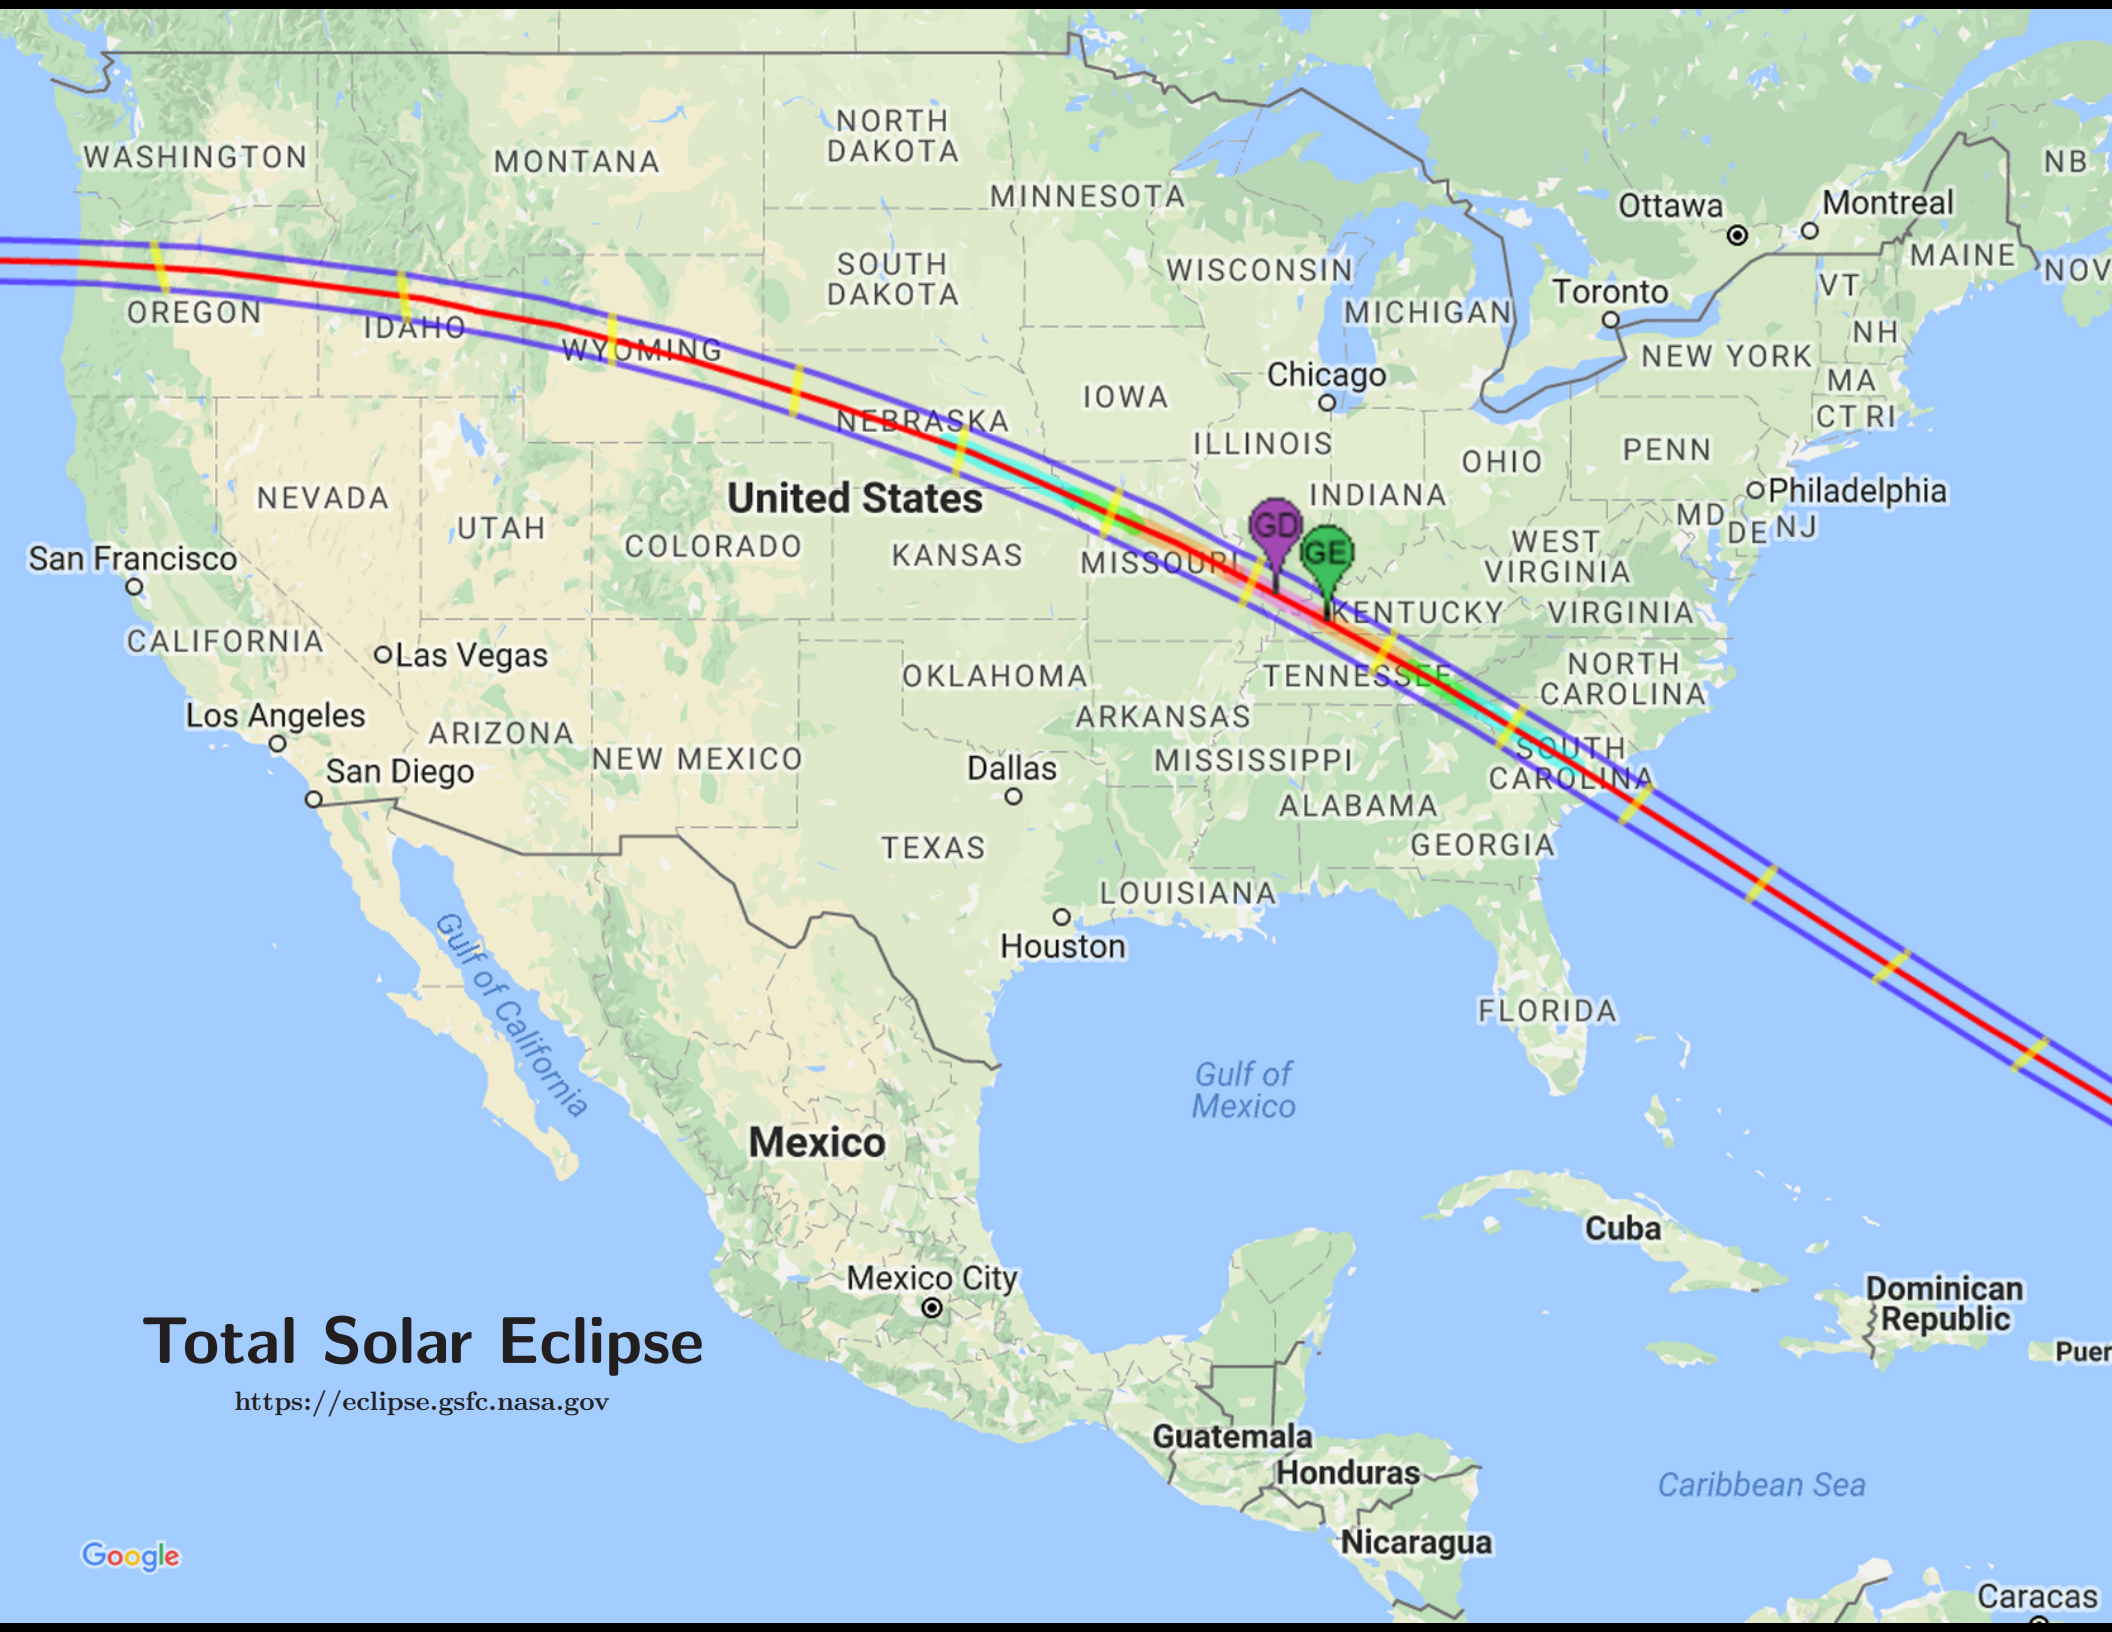 NORTH
DAKOTA
WASHINGTON
MONTANA
NB
MINNESOTA
Ottawa
Montreal
MAINE
NOV
SOUTH
DAKOTA
WISCONSIN
VT
Toronto
MICHIGAN
OREGON
IDAHO
NH
WYOMING
NEW YORK
Chicago
MA
IOWA
CT RI
NEBRASKA
ILLINOIS
PENN
OHIO
United States
NEVADA
INDIANA
Philadelphia
MD
DE NJ
GD
UTAH
COLORADO
KANSAS
MISSOURI
GE
WEST
VIRGINIA
San Francisco
KENTUCKY
VIRGINIA
CALIFORNIA
Las Vegas
OKLAHOMA
TENNESSEE
NORTH
CAROLINA
Los Angeles
ARIZONA
NEW MEXICO
ARKANSAS
San Diego
Dallas
MISSISSIPPI
SOUTH
CAROLINA
ALABAMA
TEXAS
GEORGIA
LOUISIANA
Houston
Gulf of California
FLORIDA
Gulf of
Mexico
Mexico
Cuba
Mexico City
Dominican
Republic
Puer
Total Solar Eclipse
https://eclipse.gsfc.nasa.gov
Guatemala
Honduras
Caribbean Sea
Nicaragua
Google
Caracas